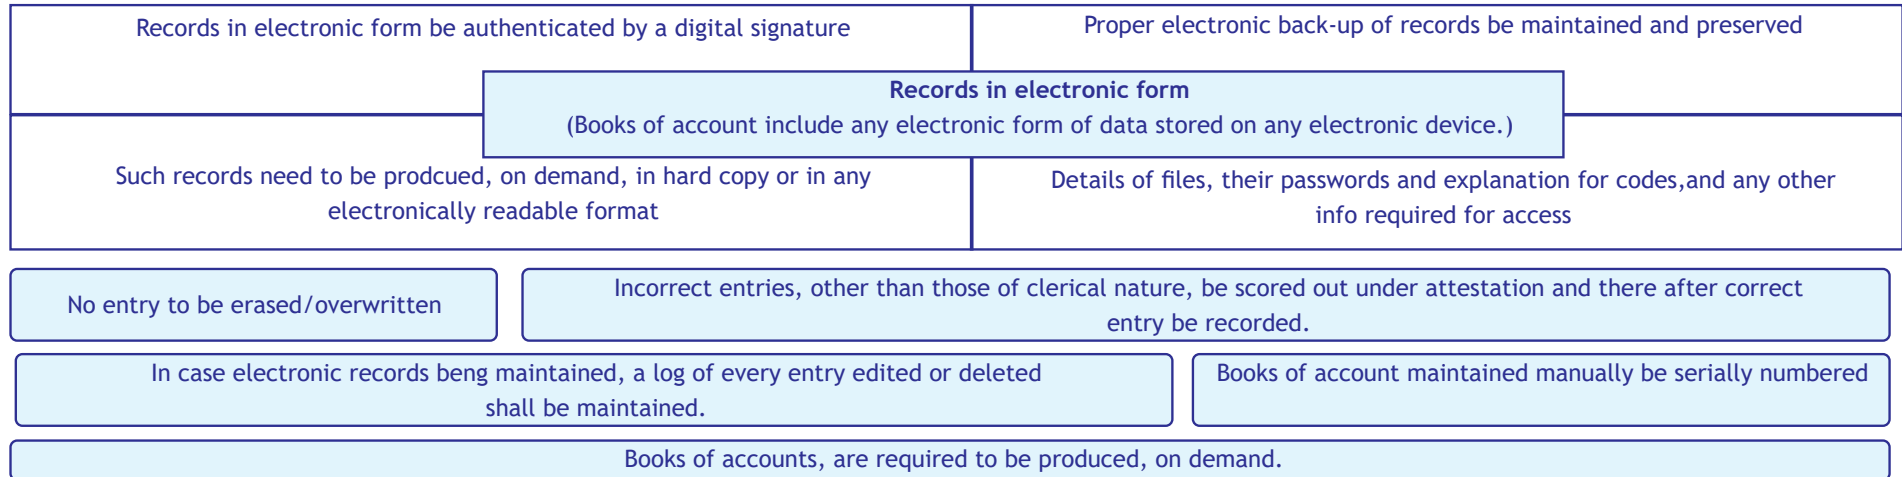 Records in electronic form be authenticated by a digital signature
Proper electronic back-up of records be maintained and preserved
Records in electronic form
(Books of account include any electronic form of data stored on any electronic device.)
Such records need to be prodcued, on demand, in hard copy or in any
electronically readable format
Details of files, their passwords and explanation for codes,and any other
info required for access
No entry to be erased/overwritten
Incorrect entries, other than those of clerical nature, be scored out under attestation and there after correct
entry be recorded.
In case electronic records beng maintained, a log of every entry edited or deleted
shall be maintained.
Books of account maintained manually be serially numbered
Books of accounts, are required to be produced, on demand.